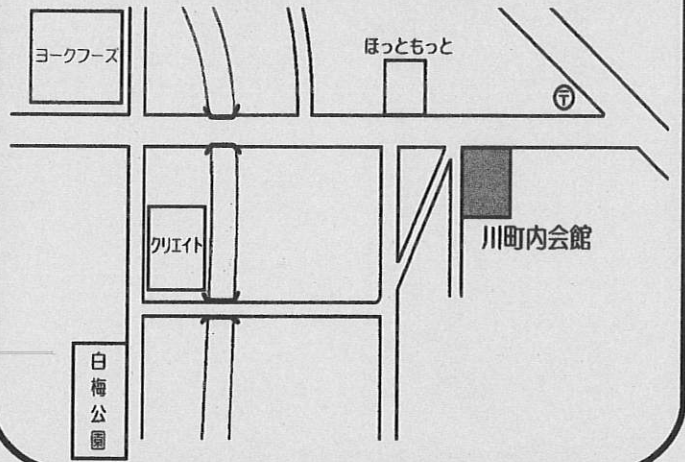 ヨークフーズ
ほっともっと
〒
クリエイト
川町内会館
白梅公園